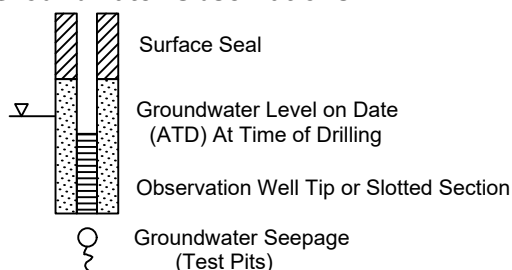 Surface Seal
Groundwater Level on Date
(ATD) At Time of Drilling
Observation Well Tip or Slotted Section
Groundwater Seepage
(Test Pits)